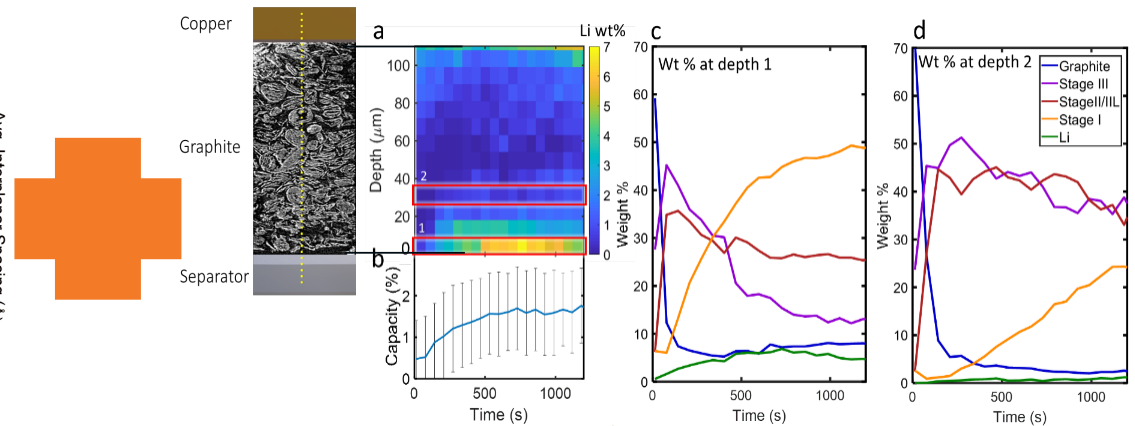 Copper
Graphite
Separator
a
Li wt%
7
6
5
4
3
2
1
0
Depth (μm)
100
80
60
40
20
0
2
1
500
1000
b
Capacity (%)
2
1
0
0
500
1000
Time (s)
c
Wt % at depth 1
Weight %
70
60
50
40
30
20
10
0
0
500
1000
Time (s)
d
Wt % at depth 2
Graphite
Stage III
StageII/IIL
Stage I
Li
Weight %
70
60
50
40
30
20
10
0
0
500
1000
Time (s)